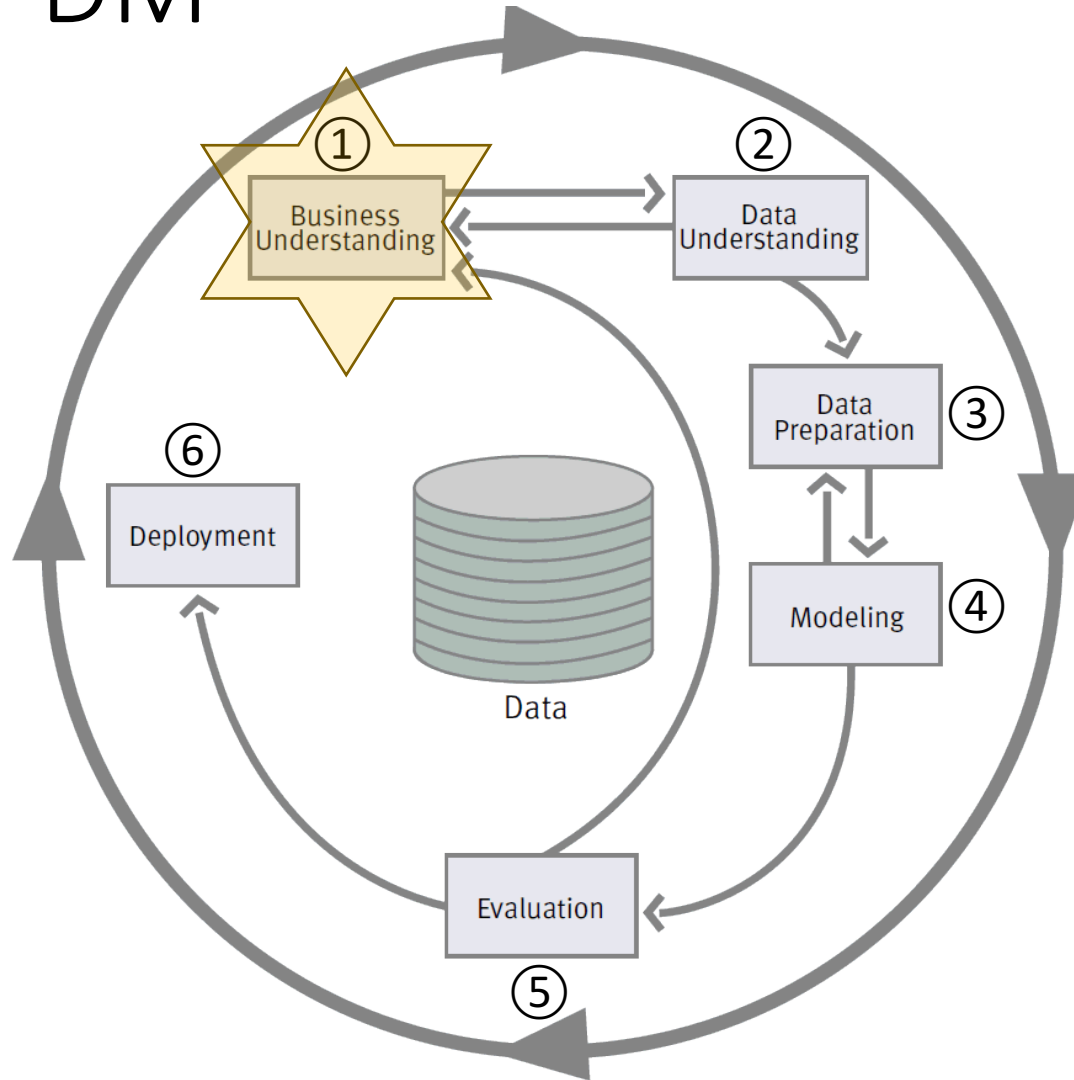 DM
①
Business
Understanding
②
Data
Understanding
Data
Preparation
③
⑥
Deployment
Modeling
④
Data
Evaluation
⑤